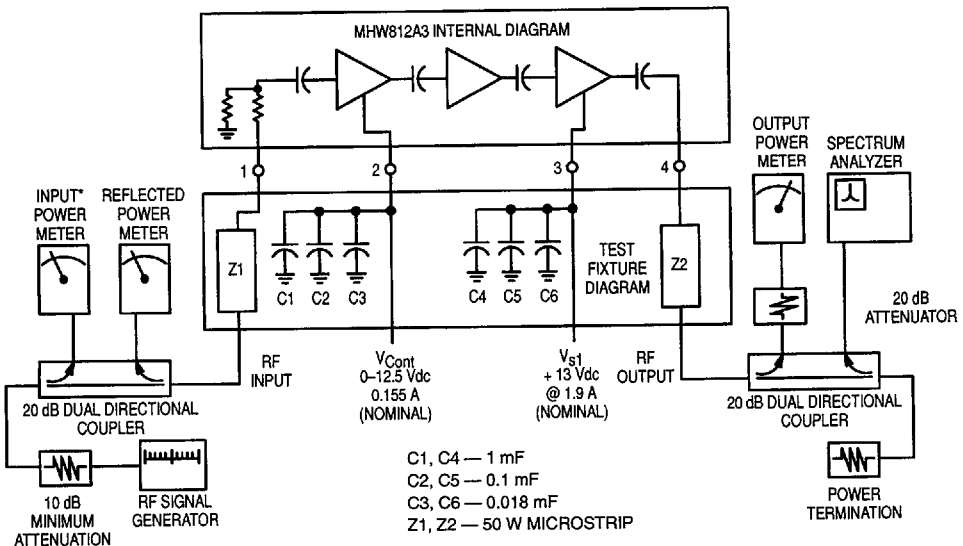 MHW812A3 INTERNAL DIAGRAM
OUTPUT
POWER
METER
SPECTRUM
ANALYZER
1
2
3
4
INPUT*
POWER
METER
REFLECTED
POWER
METER
Z1
C1
C2
C3
C4
C5
C6
TEST
FIXTURE
DIAGRAM
Z2
20 dB
ATTENUATOR
RF
INPUT
VCont
0–12.5 Vdc
0.155 A
(NOMINAL)
Vs1
+ 13 Vdc
@ 1.9 A
(NOMINAL)
RF
OUTPUT
20 dB DUAL DIRECTIONAL
COUPLER
20 dB DUAL DIRECTIONAL
COUPLER
10 dB
MINIMUM
ATTENUATION
RF SIGNAL
GENERATOR
C1, C4 — 1 mF
C2, C5 — 0.1 mF
C3, C6 — 0.018 mF
Z1, Z2 — 50 W MICROSTRIP
POWER
TERMINATION